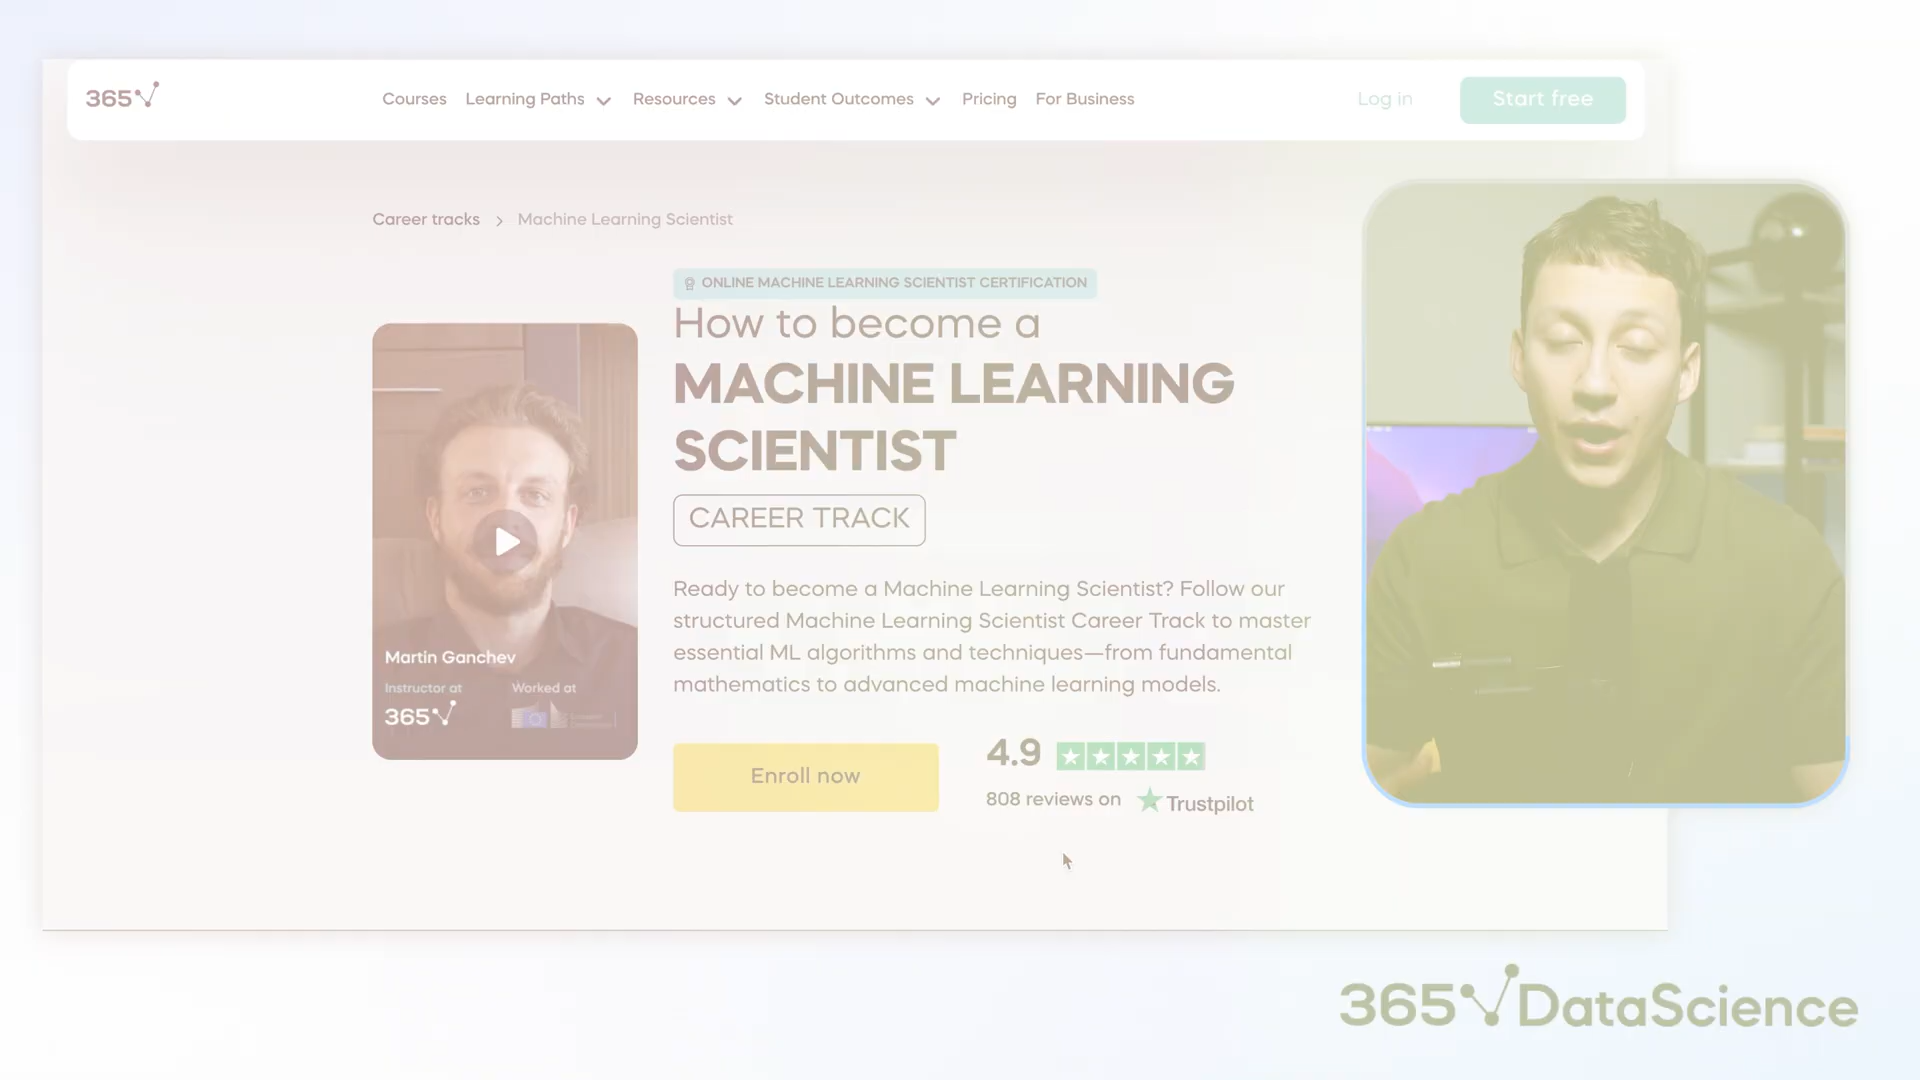 365
Courses
Learning Paths
Resources
Student Outcomes
Pricing
For Business
Log in
Start free
Career tracks
Machine Learning Scientist
ONLINE MACHINE LEARNING SCIENTIST CERTIFICATION
How to become a
MACHINE LEARNING
SCIENTIST
CAREER TRACK
Ready to become a Machine Learning Scientist? Follow our
structured Machine Learning Scientist Career Track to master
essential ML algorithms and techniques—from fundamental
mathematics to advanced machine learning models.
Martin Ganchev
Instructor at
Worked at
365
Enroll now
4.9
808 reviews on
Trustpilot
365 DataScience